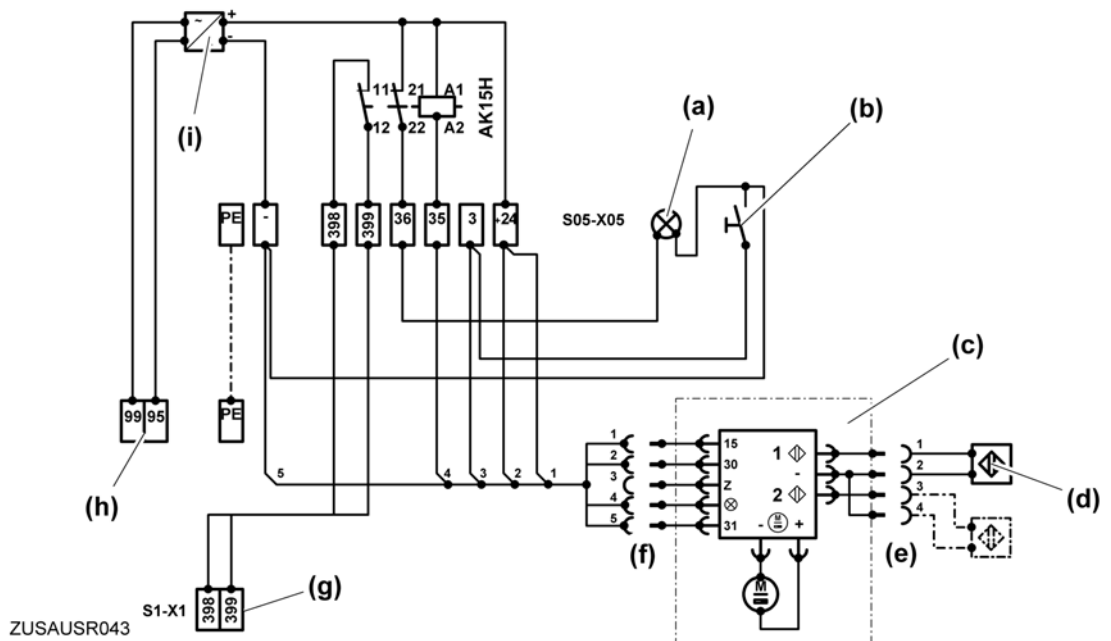 ~
+
-
(i)
11
21
A1
12
22
A2
AK15H
(a)
(b)
PE
-
398
399
36
35
3
+24
S05-X05
(c)
99
95
PE
(h)
5
4
3
2
1
1
2
3
4
5
15
30
Z
31
1
-
2
M
-
+
M
1
2
3
4
(d)
(f)
(e)
S1-X1
398
399
(g)
ZUSAUSR043